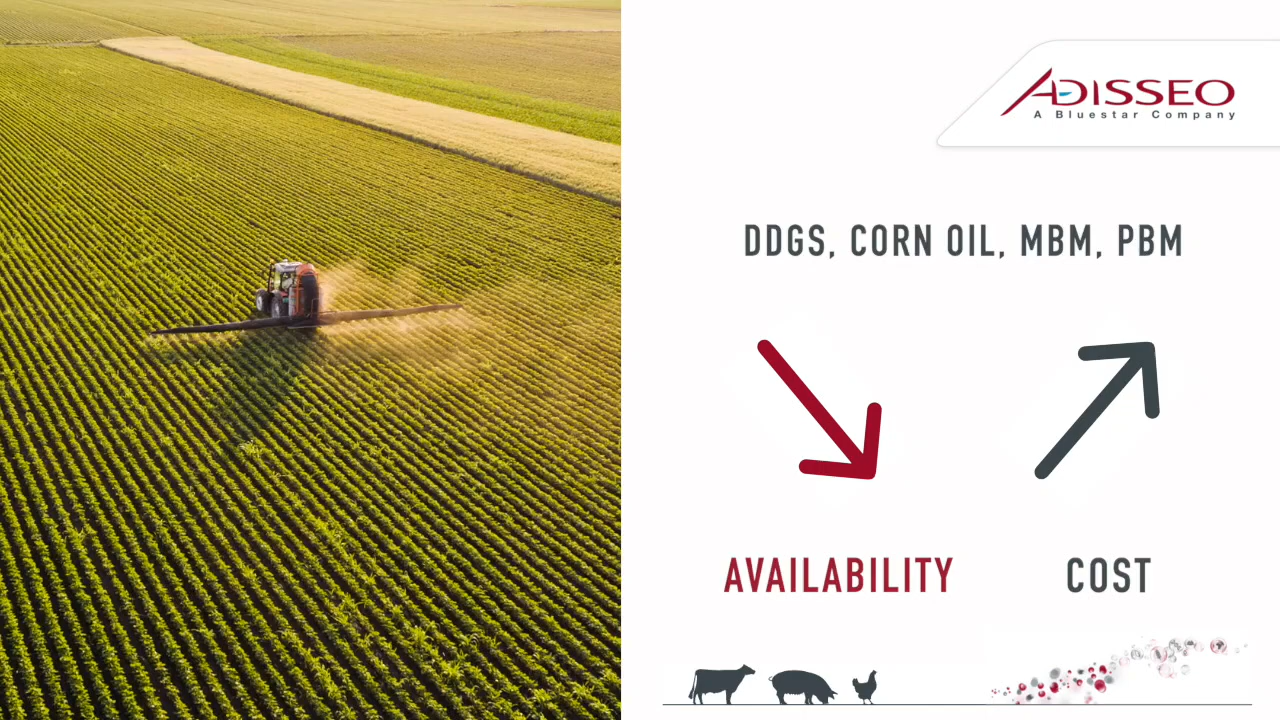 ADISSEO
A Bluestar Company
DDGS, CORN OIL, MBM, PBM
AVAILABILITY
COST